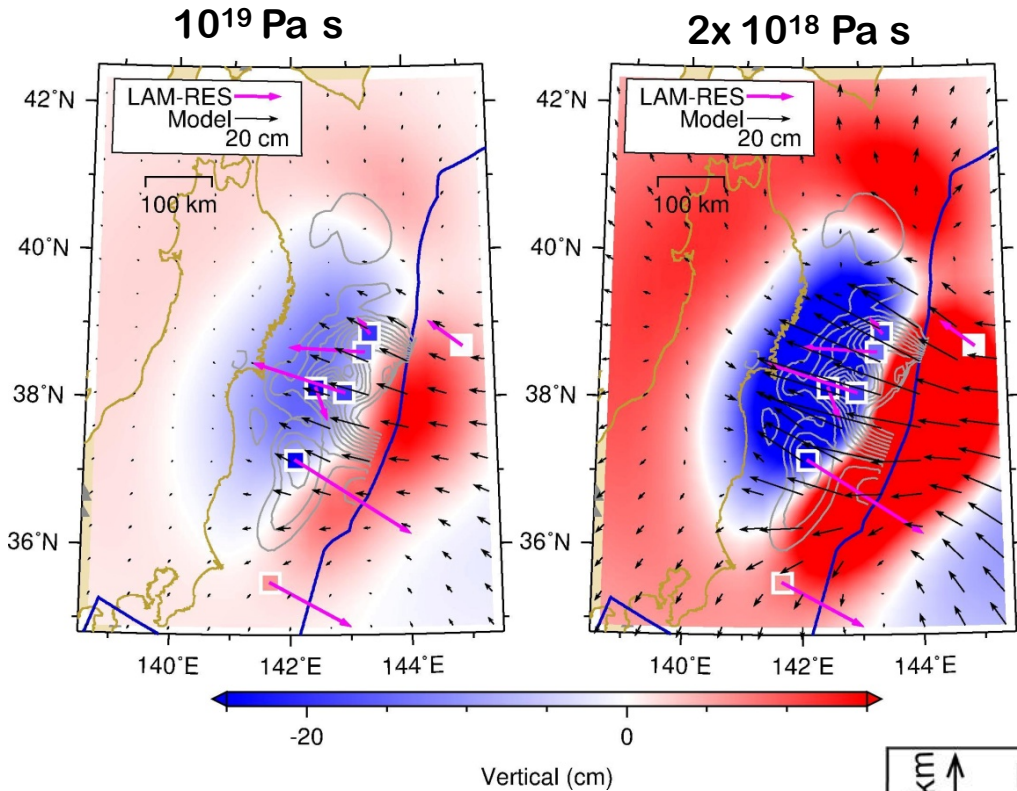 10¹⁹ Pa s
2x 10¹⁸ Pa s
LAM-RES
Model
20 cm
100 km
42°N
40°N
38°N
36°N
140°E 142°E 144°E
LAM-RES
Model
20 cm
100 km
42°N
40°N
38°N
36°N
140°E 142°E 144°E
-20 0
Vertical (cm)
km